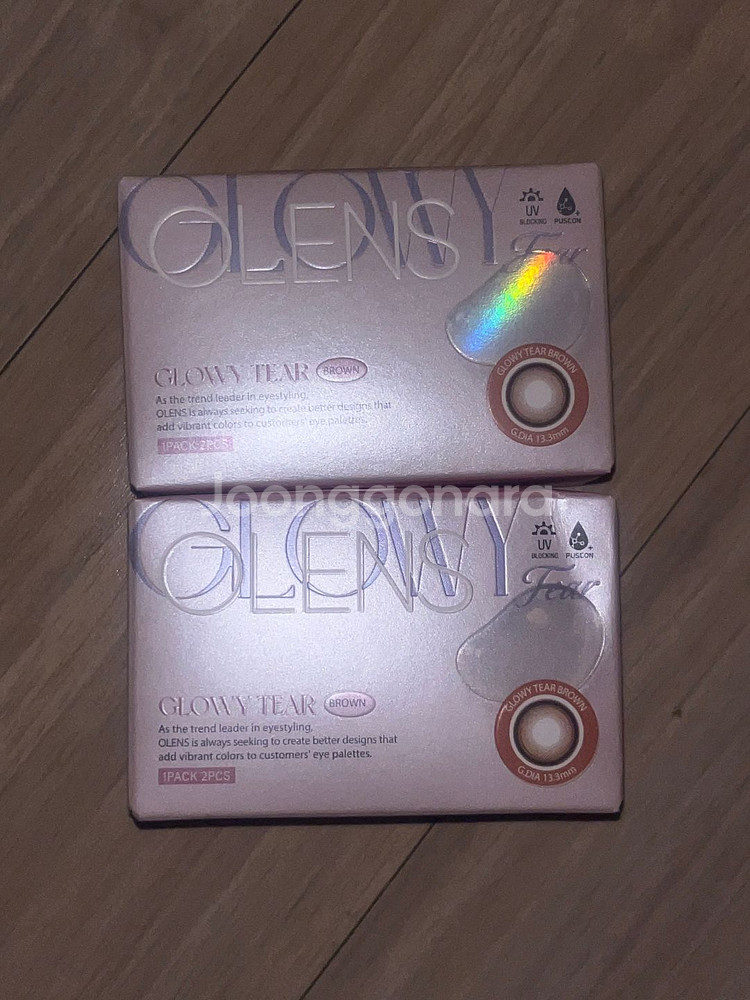 GLOWY
OLENS
UV
BLOCKING
PUSCON
Tear
GLOWY TEAR BROWN
As the trend leader in eyestyling,
OLENS is always seeking to create better designs that
add vibrant colors to customers' eye palettes.
1PACK 2PCS
GLOWY TEAR BROWN
G.DIA 13.3mm
Joonggonara
GLOWY
OLENS
UV
BLOCKING
PUSCON
Tear
GLOWY TEAR BROWN
As the trend leader in eyestyling,
OLENS is always seeking to create better designs that
add vibrant colors to customers' eye palettes.
1PACK 2PCS
GLOWY TEAR BROWN
G.DIA 13.3mm